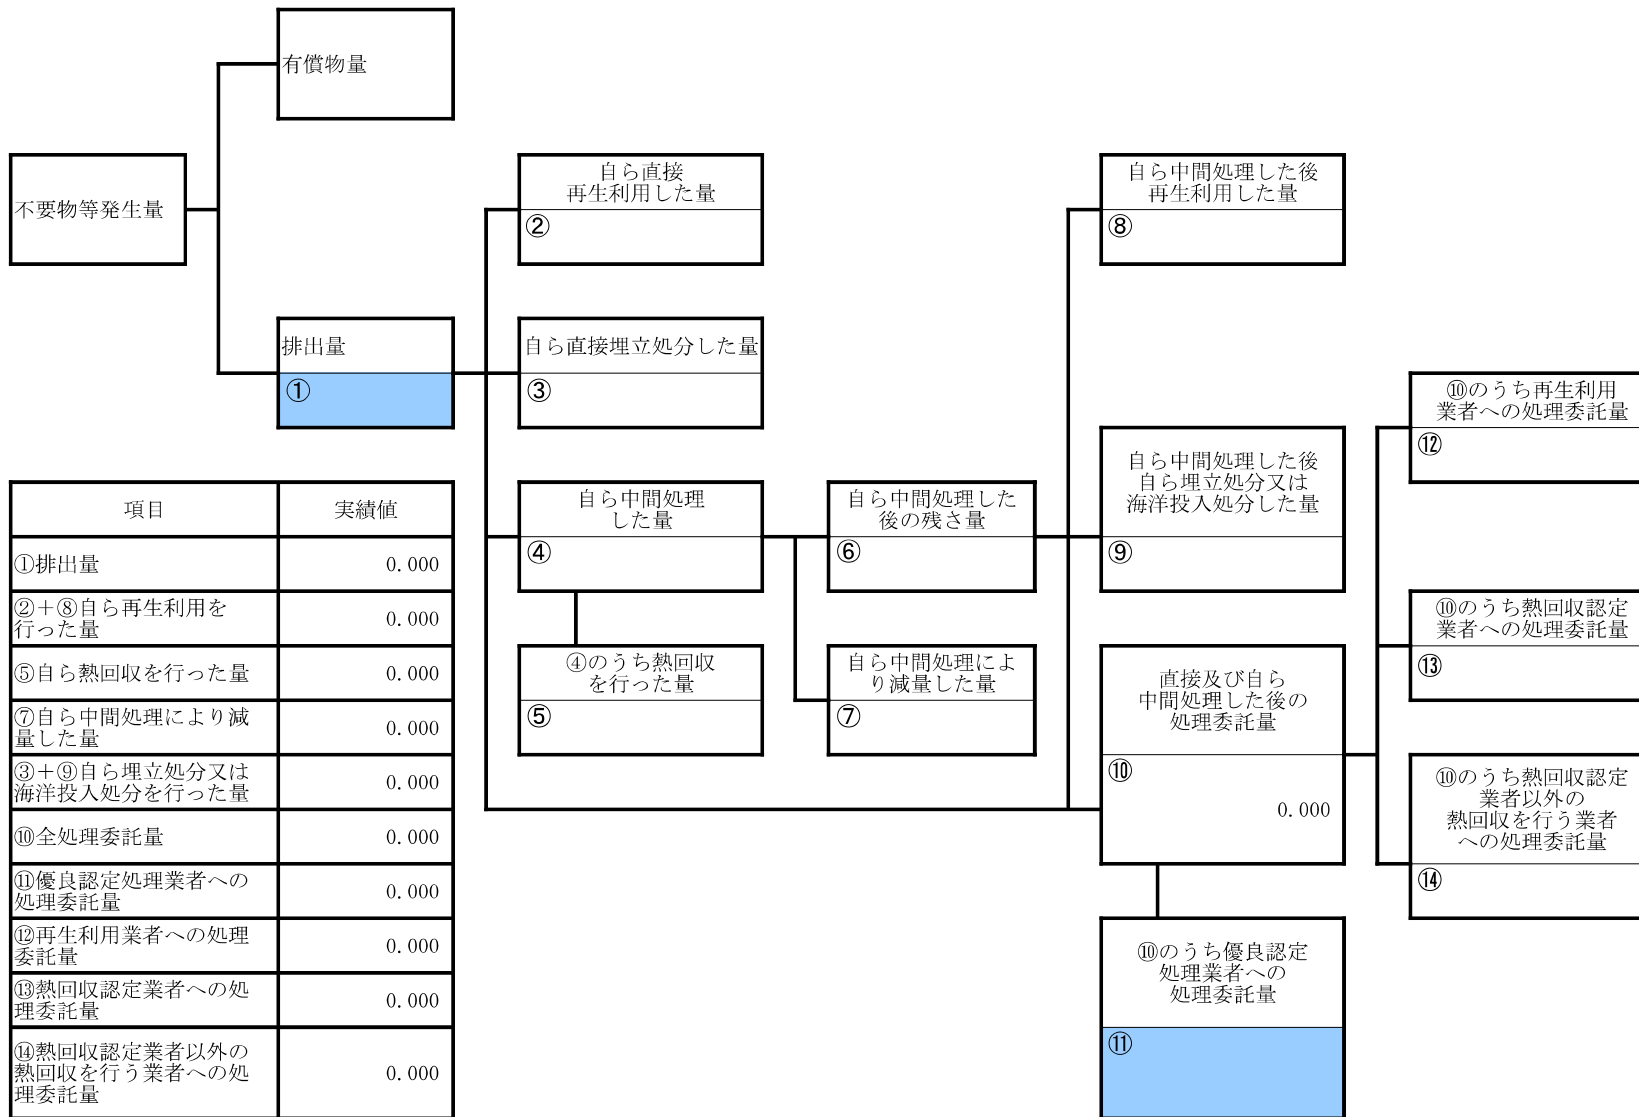 有償物量
不要物等発生量
自ら直接
再生利用した量
②
自ら中間処理した後
再生利用した量
⑧
排出量
①
自ら直接埋立処分した量
③
⑩のうち再生利用
業者への処理委託量
⑫
自ら中間処理
した量
④
自ら中間処理した
後の残さ量
⑥
自ら中間処理した後
自ら埋立処分又は
海洋投入処分した量
⑨
⑩のうち熱回収認定
業者への処理委託量
⑬
④のうち熱回収
を行った量
⑤
自ら中間処理によ
り減量した量
⑦
直接及び自ら
中間処理した後の
処理委託量
⑩
0.000
⑩のうち熱回収認定
業者以外の
熱回収を行う業者
への処理委託量
⑭
⑩のうち優良認定
処理業者への
処理委託量
⑪
項目 実績値
①排出量 0.000
②+⑧自ら再生利用を
行った量 0.000
⑤自ら熱回収を行った量 0.000
⑦自ら中間処理により減
量した量 0.000
③+⑨自ら埋立処分又は
海洋投入処分を行った量 0.000
⑩全処理委託量 0.000
⑪優良認定処理業者への
処理委託量 0.000
⑫再生利用業者への処理
委託量 0.000
⑬熱回収認定業者への処
理委託量 0.000
⑭熱回収認定業者以外の
熱回収を行う業者への処
理委託量 0.000